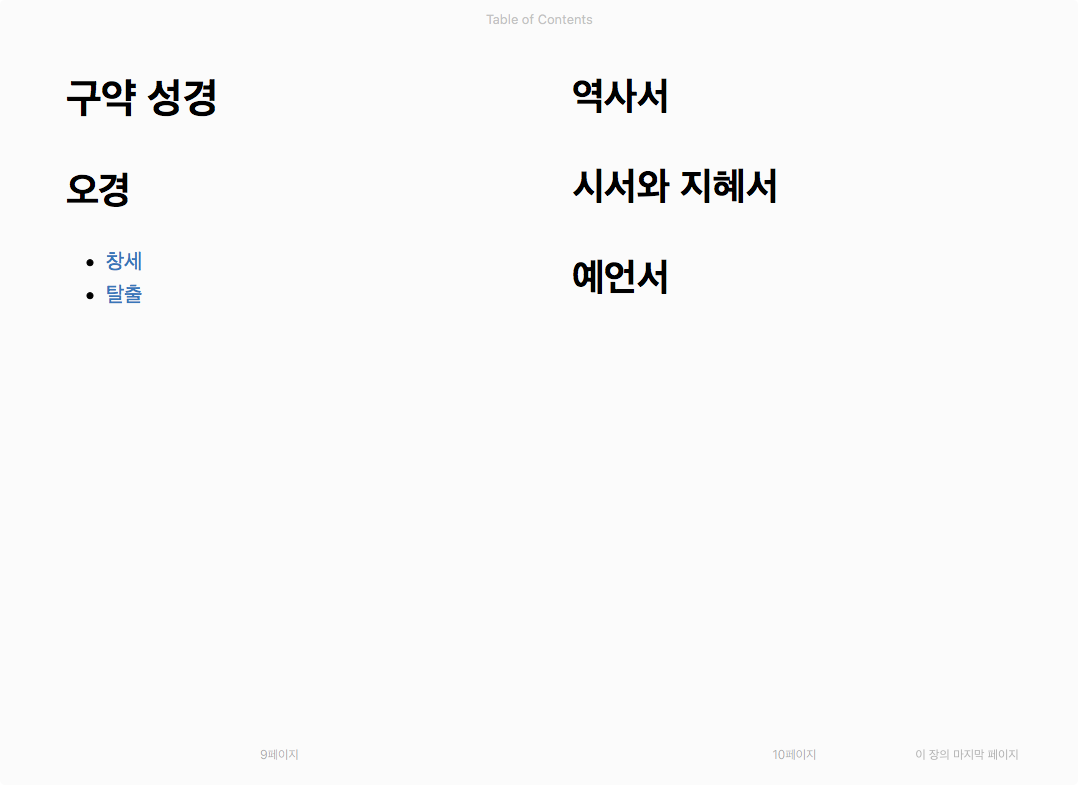 Table of Contents
구약 성경
오경
창세
탈출
역사서
시서와 지혜서
예언서
9페이지
10페이지
이 장의 마지막 페이지